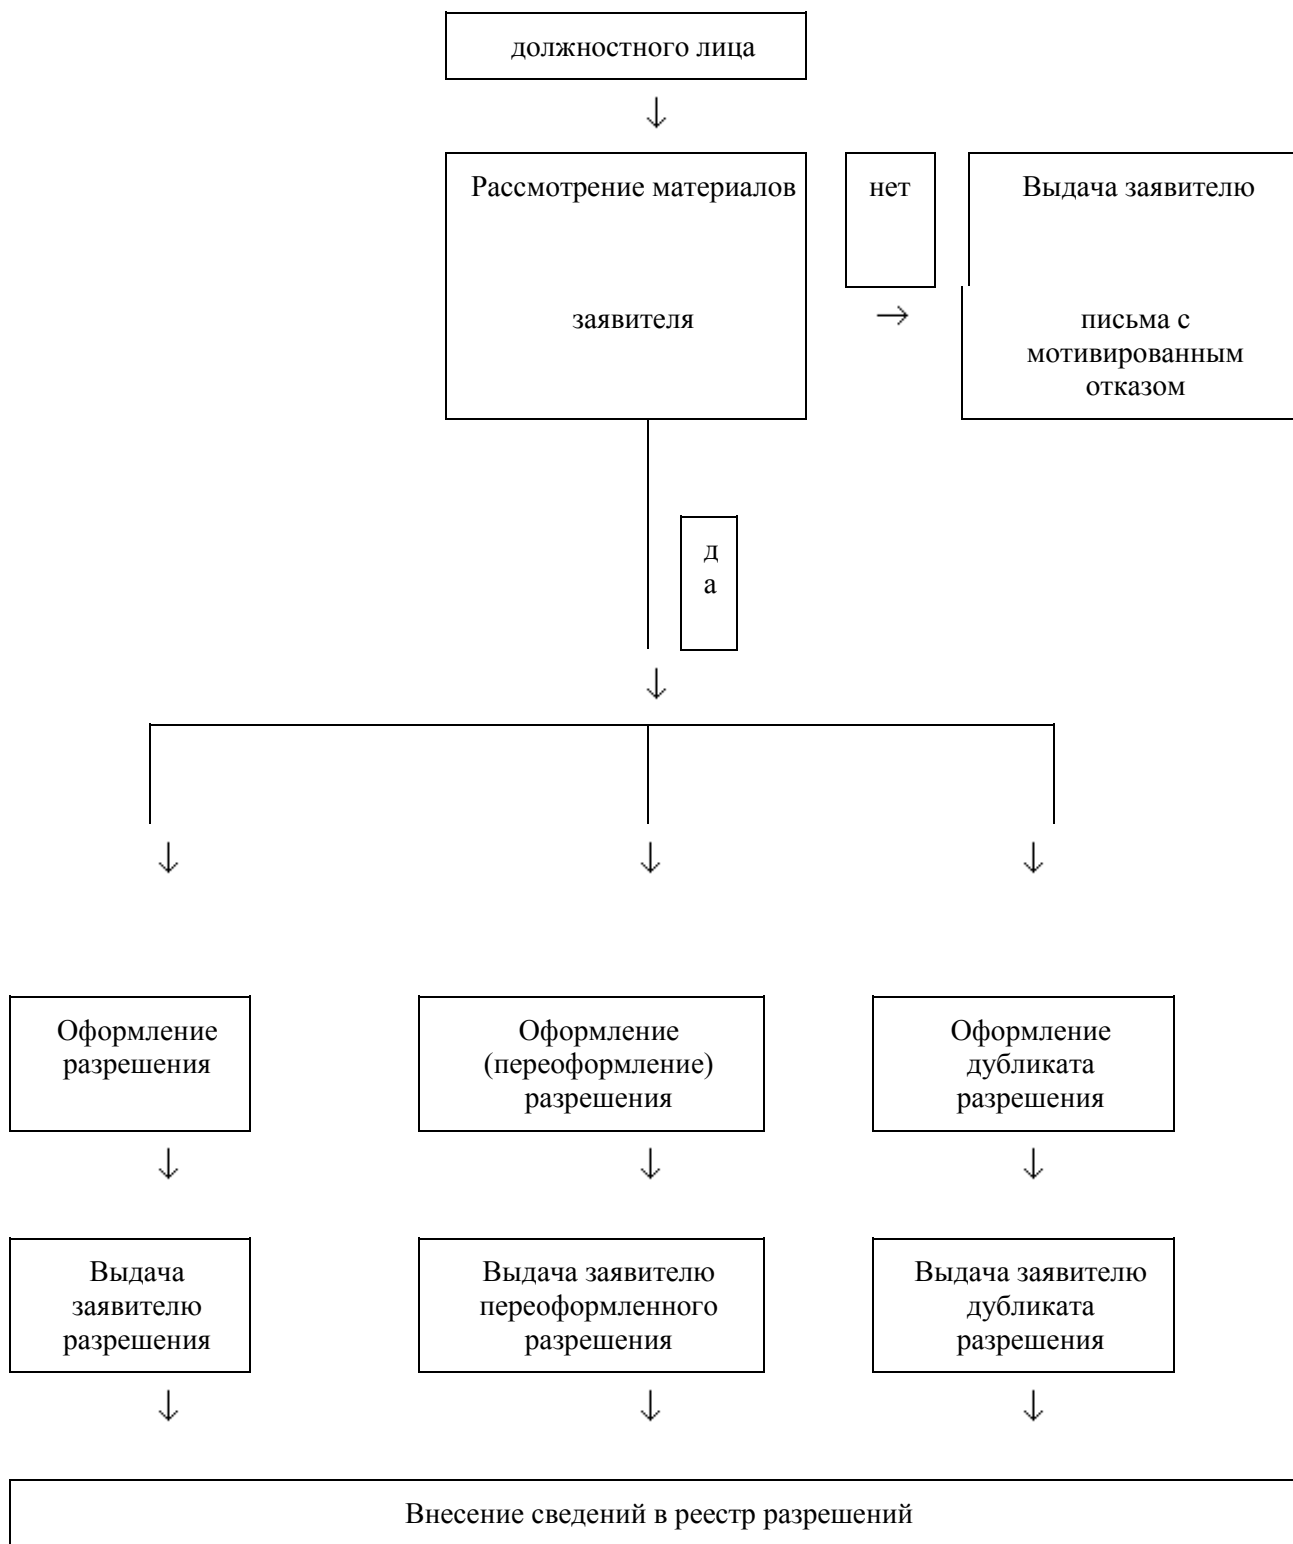 должностного лица
↓
Рассмотрение материалов
нет
Выдача заявителю
заявителя
→
письма с
мотивированным
отказом
д
а
↓
↓ ↓ ↓
Оформление
разрешения
Оформление
(переоформление)
разрешения
Оформление
дубликата
разрешения
↓ ↓ ↓
Выдача
заявителю
разрешения
Выдача заявителю
переоформленного
разрешения
Выдача заявителю
дубликата
разрешения
↓ ↓ ↓
Внесение сведений в реестр разрешений